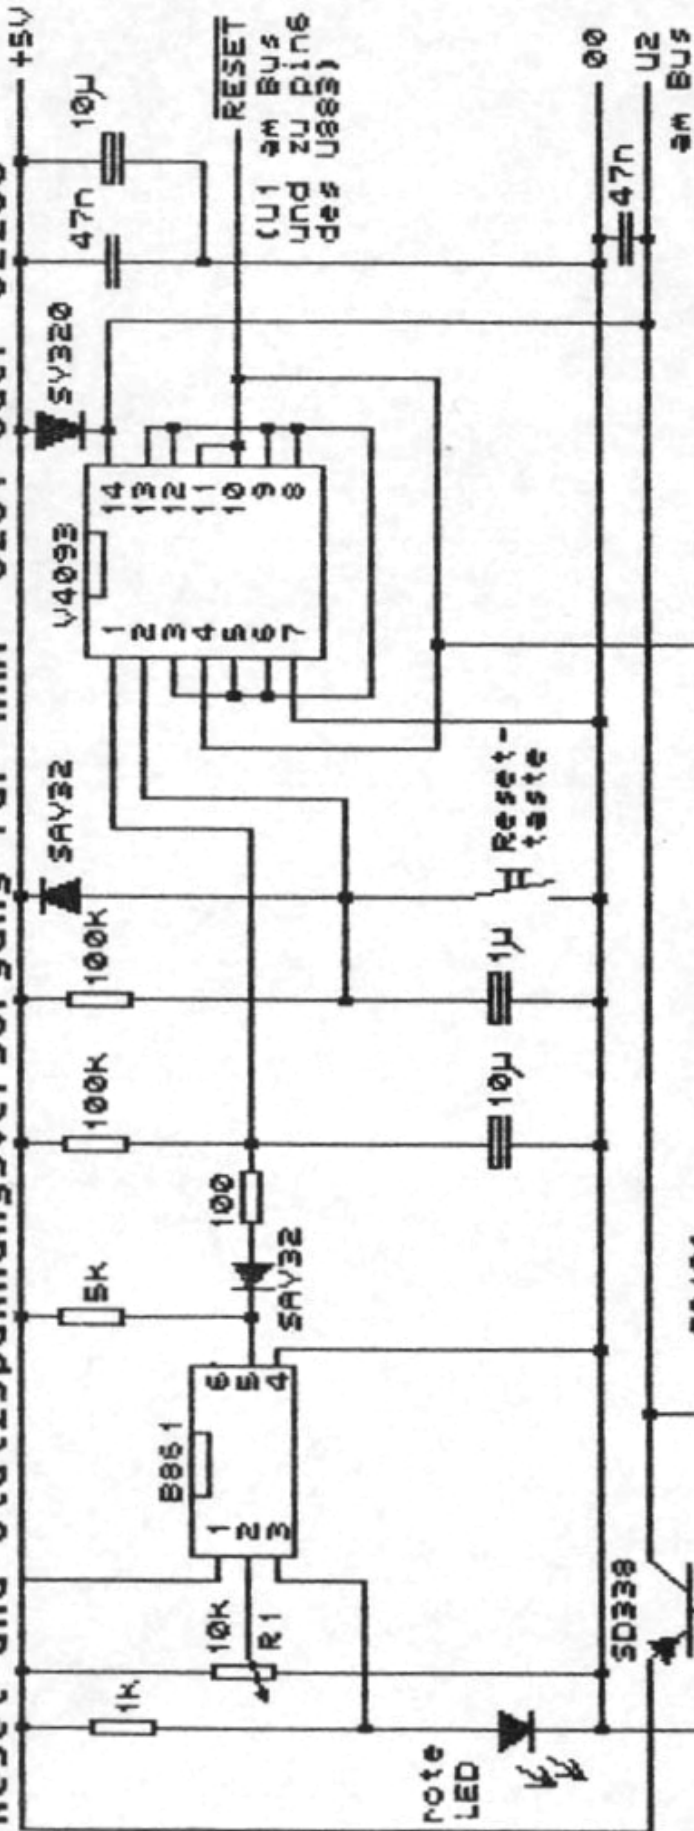 +5V
SY320
47n
10µ
SAY32
100k
100k
5k
1k
V4093
1
2
3
4
5
6
7
14
13
12
11
10
9
8
RESET
(U1 am Bus
und zu pin6
des U883)
B861
1
2
3
6
5
4
100
SAY32
10k
R1
10µ
1µ
Reset-
taste
rote
LED
00
47n
U2
am Bus
SD338